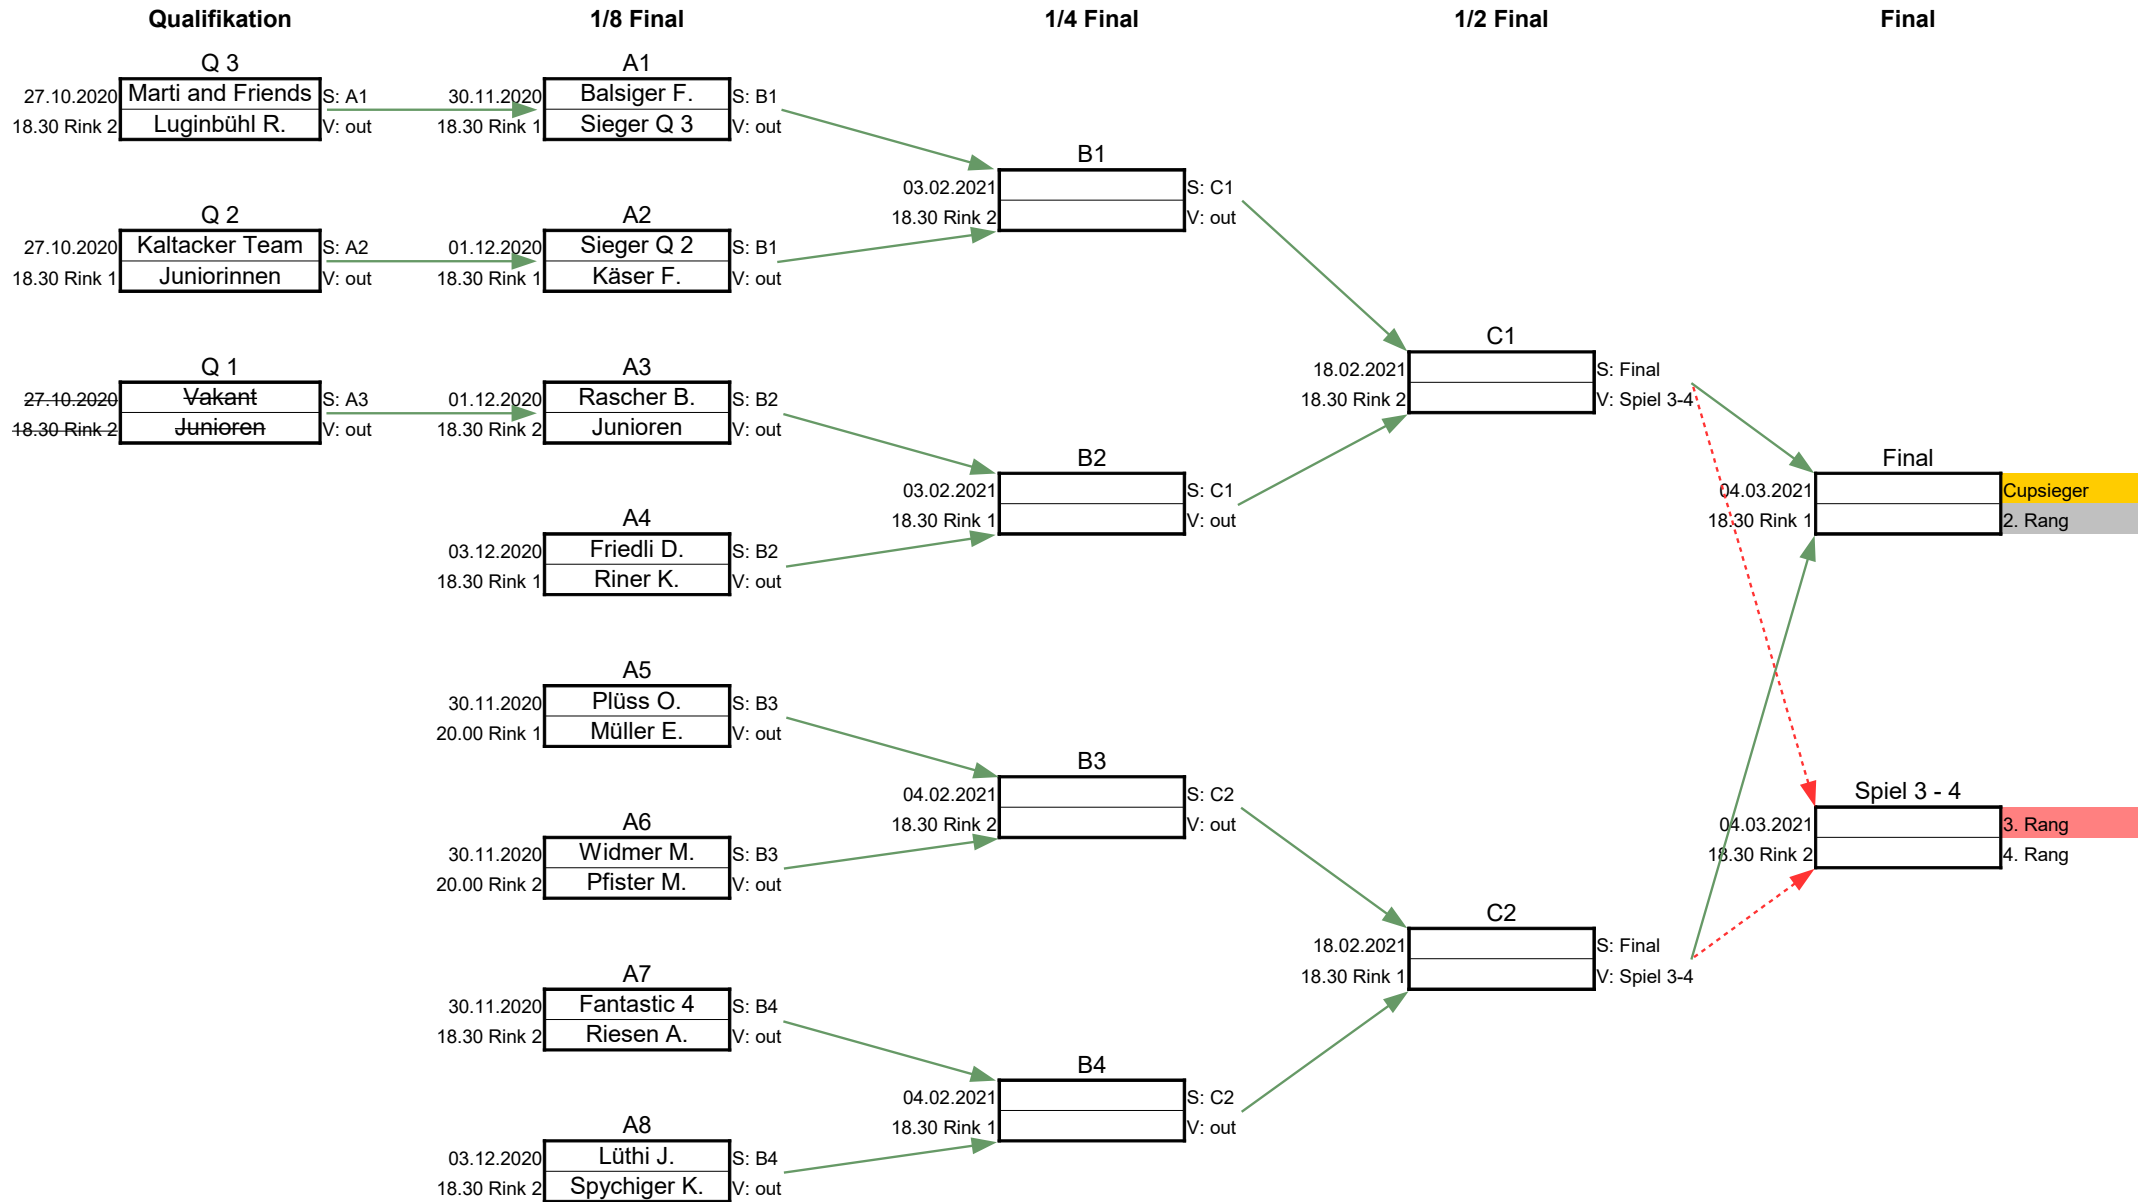 Qualifikation
1/8 Final
1/4 Final
1/2 Final
Final
Q 3
27.10.2020 Marti and Friends S: A1
18.30 Rink 2 Luginbühl R. V: out
Q 2
27.10.2020 Kaltacker Team S: A2
18.30 Rink 1 Juniorinnen V: out
Q 1
27.10.2020 Vakant S: A3
18.30 Rink 2 Junioren V: out
A1
30.11.2020 Balsiger F. S: B1
18.30 Rink 1 Sieger Q 3 V: out
A2
01.12.2020 Sieger Q 2 S: B1
18.30 Rink 1 Käser F. V: out
A3
01.12.2020 Rascher B. S: B2
18.30 Rink 2 Junioren V: out
A4
03.12.2020 Friedli D. S: B2
18.30 Rink 1 Riner K. V: out
A5
30.11.2020 Plüss O. S: B3
20.00 Rink 1 Müller E. V: out
A6
30.11.2020 Widmer M. S: B3
20.00 Rink 2 Pfister M. V: out
A7
30.11.2020 Fantastic 4 S: B4
18.30 Rink 2 Riesen A. V: out
A8
03.12.2020 Lüthi J. S: B4
18.30 Rink 2 Spychiger K. V: out
B1
03.02.2021 S: C1
18.30 Rink 2 V: out
B2
03.02.2021 S: C1
18.30 Rink 1 V: out
B3
04.02.2021 S: C2
18.30 Rink 2 V: out
B4
04.02.2021 S: C2
18.30 Rink 1 V: out
C1
18.02.2021 S: Final
18.30 Rink 2 V: Spiel 3-4
C2
18.02.2021 S: Final
18.30 Rink 1 V: Spiel 3-4
Final
04.03.2021 Cupsieger
18.30 Rink 1 2. Rang
Spiel 3 - 4
04.03.2021 3. Rang
18.30 Rink 2 4. Rang